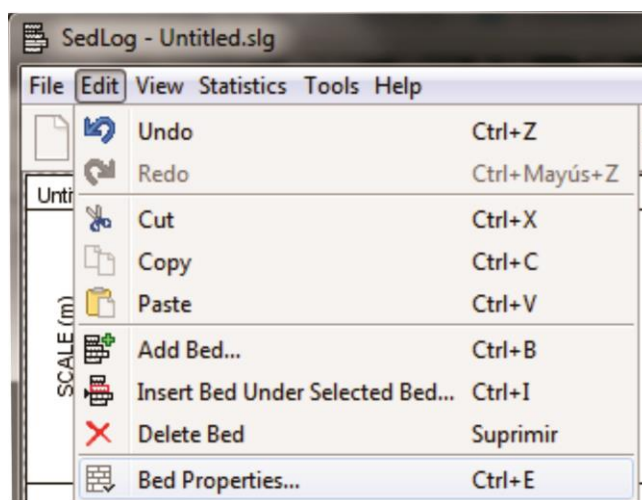 SedLog - Untitled.slg
File Edit View Statistics Tools Help
Undo Ctrl+Z
Redo Ctrl+Mayús+Z
Untit
Cut Ctrl+X
Copy Ctrl+C
Paste Ctrl+V
SCALE (m)
Add Bed... Ctrl+B
Insert Bed Under Selected Bed... Ctrl+I
Delete Bed Suprimir
Bed Properties... Ctrl+E